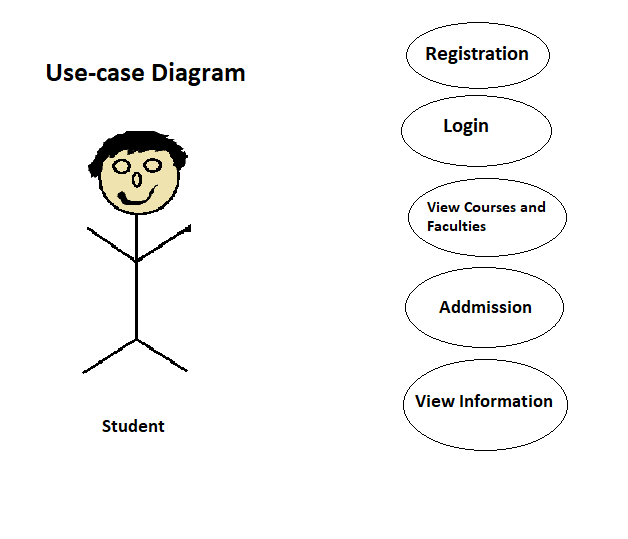 Use-case Diagram
Student
Registration
Login
View Courses and
Faculties
Addmission
View Information